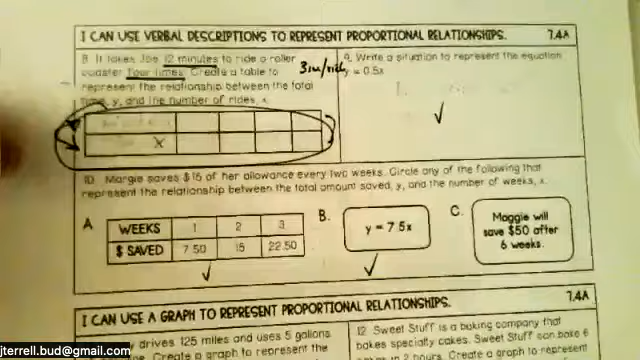 I CAN USE VERBAL DESCRIPTIONS TO REPRESENT PROPORTIONAL RELATIONSHIPS. 7.4A
8. It takes Joe 12 minutes to ride a roller
coaster four times. Create a table to
represent the relationship between the total
time, y, and the number of rides, x.
3m/ride
x
9. Write a situation to represent the equation
y = 0.5x
10. Margie saves $15 of her allowance every two weeks. Circle any of the following that
represent the relationship between the total amount saved, y, and the number of weeks, x.
A
WEEKS 1 2 3
$ SAVED 7.50 15 22.50
B.
y = 7.5x
C.
Maggie will
save $50 after
6 weeks.
I CAN USE A GRAPH TO REPRESENT PROPORTIONAL RELATIONSHIPS. 7.4A
drives 125 miles and uses 5 gallons
Create a graph to represent the
12. Sweet Stuff is a baking company that
bakes specialty cakes. Sweet Stuff can bake 6
cakes in 2 hours. Create a graph to represent
jterrell.bud@gmail.com